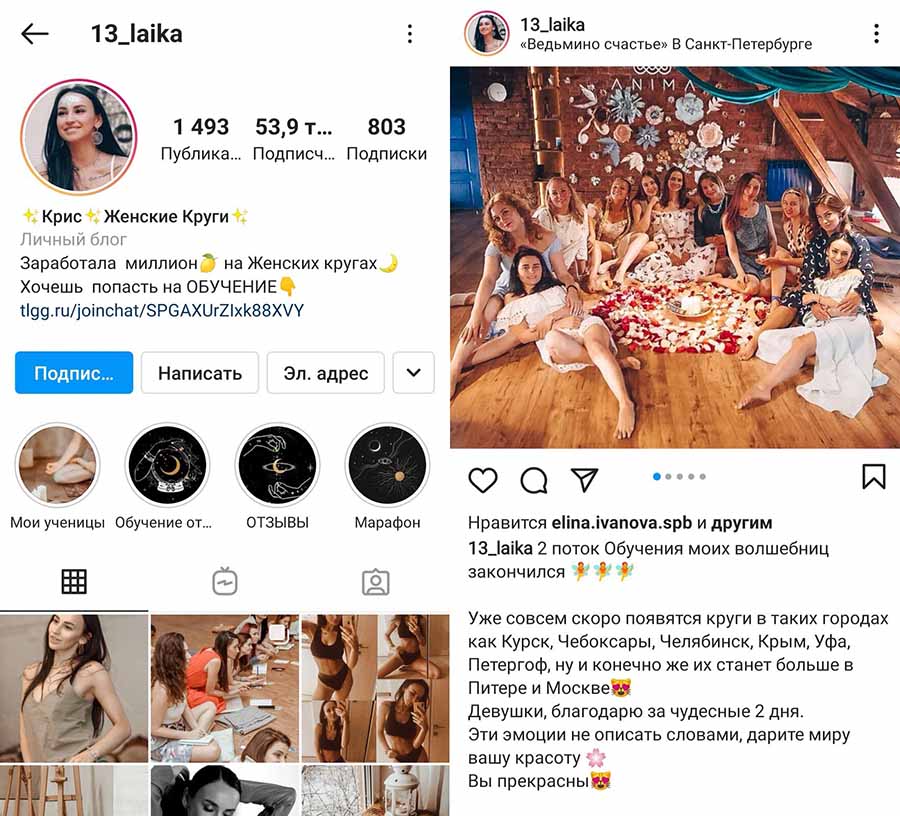 13_laika
1 493
53,9 т...
803
Публика...
Подписч...
Подписки
✨Крис✨Женские Круги✨
Личный блог
Заработала миллион🍋 на Женских кругах🌙
Хочешь попасть на ОБУЧЕНИЕ👇
tlgg.ru/joinchat/SPGAXUrZIxk88XVY
Подпис...
Написать
Эл. адрес
Мои ученицы
Обучение от...
ОТЗЫВЫ
Марафон
13_laika
«Ведьмино счастье» В Санкт-Петербурге
ANIMA
Нравится elina.ivanova.spb и другим
13_laika 2 поток Обучения моих волшебниц
закончился 🧚🧚🧚
Уже совсем скоро появятся круги в таких городах
как Курск, Чебоксары, Челябинск, Крым, Уфа,
Петергоф, ну и конечно же их станет больше в
Питере и Москве😻
Девушки, благодарю за чудесные 2 дня.
Эти эмоции не описать словами, дарите миру
вашу красоту 🌸
Вы прекрасны😻